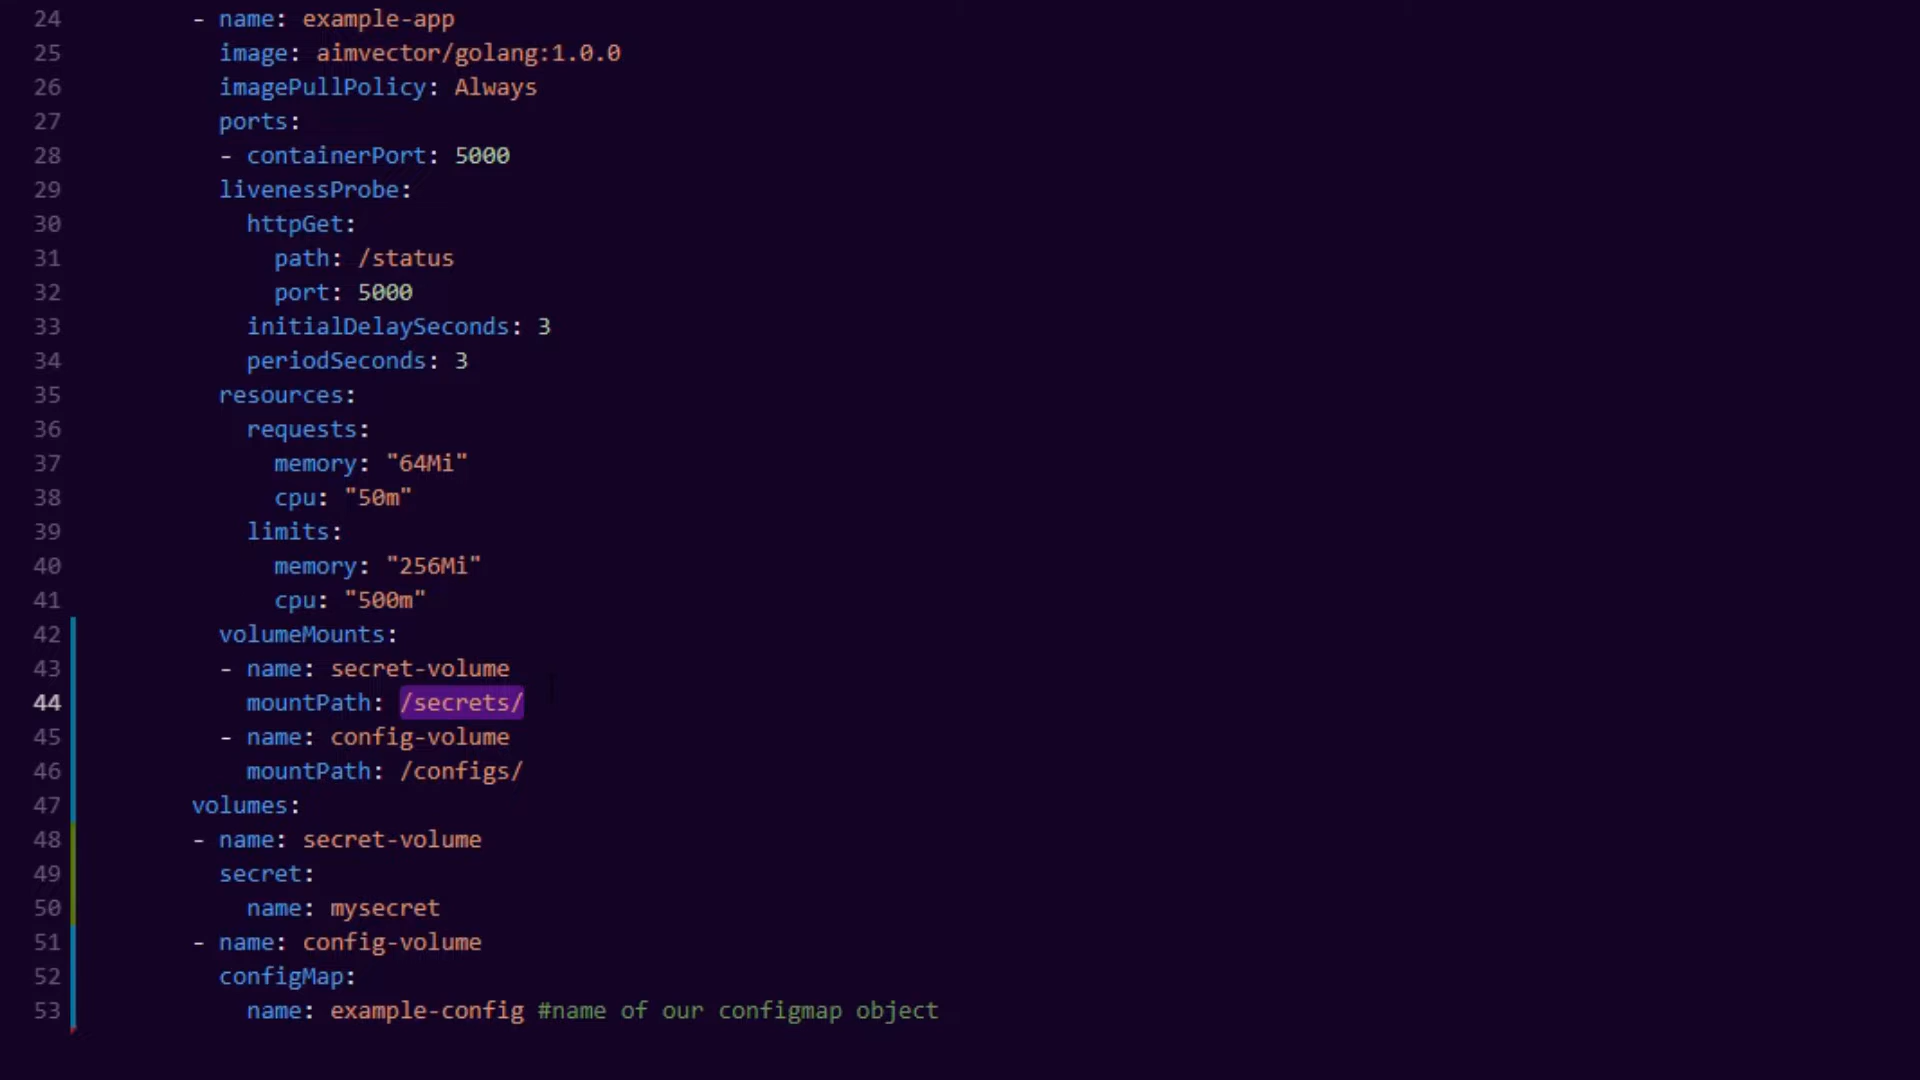 24 - name: example-app
25 image: aimvector/golang:1.0.0
26 imagePullPolicy: Always
27 ports:
28 - containerPort: 5000
29 livenessProbe:
30 httpGet:
31 path: /status
32 port: 5000
33 initialDelaySeconds: 3
34 periodSeconds: 3
35 resources:
36 requests:
37 memory: "64Mi"
38 cpu: "50m"
39 limits:
40 memory: "256Mi"
41 cpu: "500m"
42 volumeMounts:
43 - name: secret-volume
44 mountPath: /secrets/
45 - name: config-volume
46 mountPath: /configs/
47 volumes:
48 - name: secret-volume
49 secret:
50 name: mysecret
51 - name: config-volume
52 configMap:
53 name: example-config #name of our configmap object